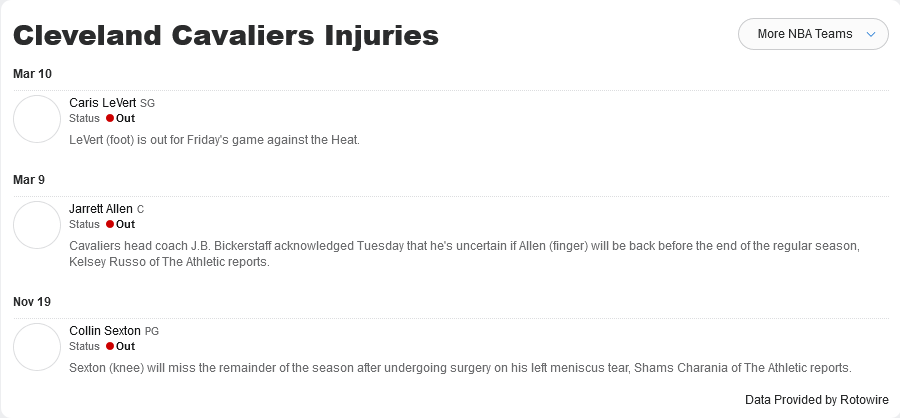 Cleveland Cavaliers Injuries
More NBA Teams
Mar 10
Caris LeVert SG
Status Out
LeVert (foot) is out for Friday's game against the Heat.
Mar 9
Jarrett Allen C
Status Out
Cavaliers head coach J.B. Bickerstaff acknowledged Tuesday that he's uncertain if Allen (finger) will be back before the end of the regular season,
Kelsey Russo of The Athletic reports.
Nov 19
Collin Sexton PG
Status Out
Sexton (knee) will miss the remainder of the season after undergoing surgery on his left meniscus tear, Shams Charania of The Athletic reports.
Data Provided by Rotowire